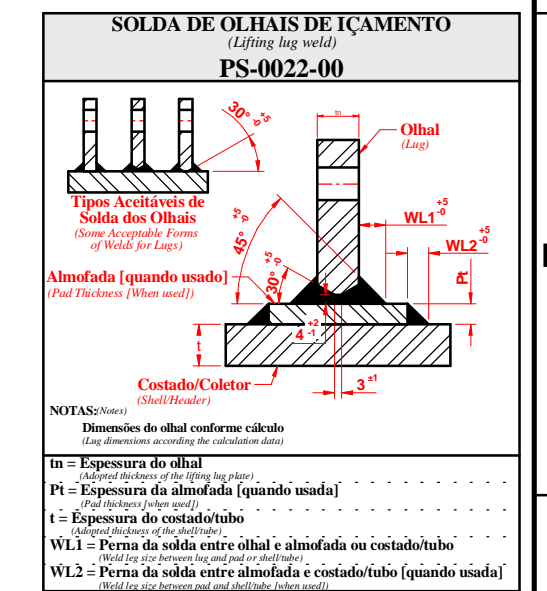 SOLDA DE OLHAIS DE IÇAMENTO
(Lifting lug weld)
PS-0022-00
30° +5 -0
tn
Olhal
(Lug)
Tipos Aceitáveis de
Solda dos Olhais
(Some Acceptable Forms
of Welds for Lugs)
45° +5 -0
30° +5 -0
WL1 +5 -0
WL2 +5 -0
Pt
Almofada [quando usado]
(Pad Thickness [When used])
4 +2 -1
t
3 ±1
Costado/Coletor
(Shell/Header)
NOTAS:(Notes)
Dimensões do olhal conforme cálculo
(Lug dimensions according the calculation data)
tn = Espessura do olhal
(Adopted thickness of the lifting lug plate)
Pt = Espessura da almofada [quando usada]
(Pad thickness [when used])
t = Espessura do costado/tubo
(Adopted thickness of the shell/tube)
WL1 = Perna da solda entre olhal e almofada ou costado/tubo
(Weld leg size between lug and pad or shell/tube)
WL2 = Perna da solda entre almofada e costado/tubo [quando usada]
(Weld leg size between pad and shell/tube [when used])